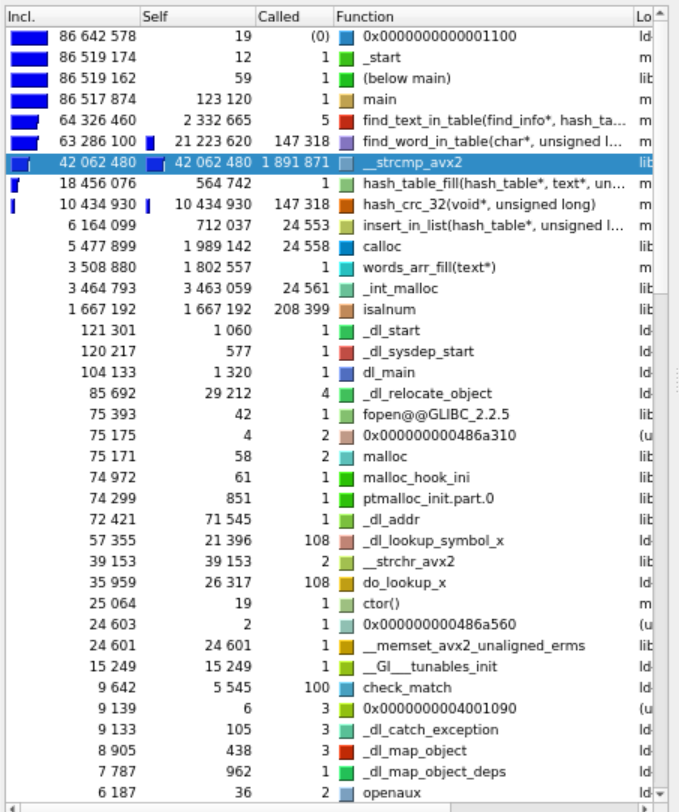 Incl. Self Called Function Lo
86 642 578 19 (0) 0x0000000000001100 ld-
86 519 174 12 1 _start m
86 519 162 59 1 (below main) lib
86 517 874 123 120 1 main m
64 326 460 2 332 665 5 find_text_in_table(find_info*, hash_ta... m
63 286 100 21 223 620 147 318 find_word_in_table(char*, unsigned l... m
42 062 480 42 062 480 1 891 871 __strcmp_avx2 lib
18 456 076 564 742 1 hash_table_fill(hash_table*, text*, un... m
10 434 930 10 434 930 147 318 hash_crc_32(void*, unsigned long) m
6 164 099 712 037 24 553 insert_in_list(hash_table*, unsigned l... m
5 477 899 1 989 142 24 558 calloc lib
3 508 880 1 802 557 1 words_arr_fill(text*) m
3 464 793 3 463 059 24 561 _int_malloc lib
1 667 192 1 667 192 208 399 isalnum lib
121 301 1 060 1 _dl_start ld-
120 217 577 1 _dl_sysdep_start ld-
104 133 1 320 1 dl_main ld-
85 692 29 212 4 _dl_relocate_object ld-
75 393 42 1 fopen@@GLIBC_2.2.5 lib
75 175 4 2 0x000000000486a310 (u
75 171 58 2 malloc lib
74 972 61 1 malloc_hook_ini lib
74 299 851 1 ptmalloc_init.part.0 lib
72 421 71 545 1 _dl_addr lib
57 355 21 396 108 _dl_lookup_symbol_x ld-
39 153 39 153 2 __strchr_avx2 lib
35 959 26 317 108 do_lookup_x ld-
25 064 19 1 ctor() m
24 603 2 1 0x000000000486a560 (u
24 601 24 601 1 __memset_avx2_unaligned_erms lib
15 249 15 249 1 __GI___tunables_init ld-
9 642 5 545 100 check_match ld-
9 139 6 3 0x0000000004001090 (u
9 133 105 3 _dl_catch_exception ld-
8 905 438 3 _dl_map_object ld-
7 787 962 1 _dl_map_object_deps ld-
6 187 36 2 openaux ld-